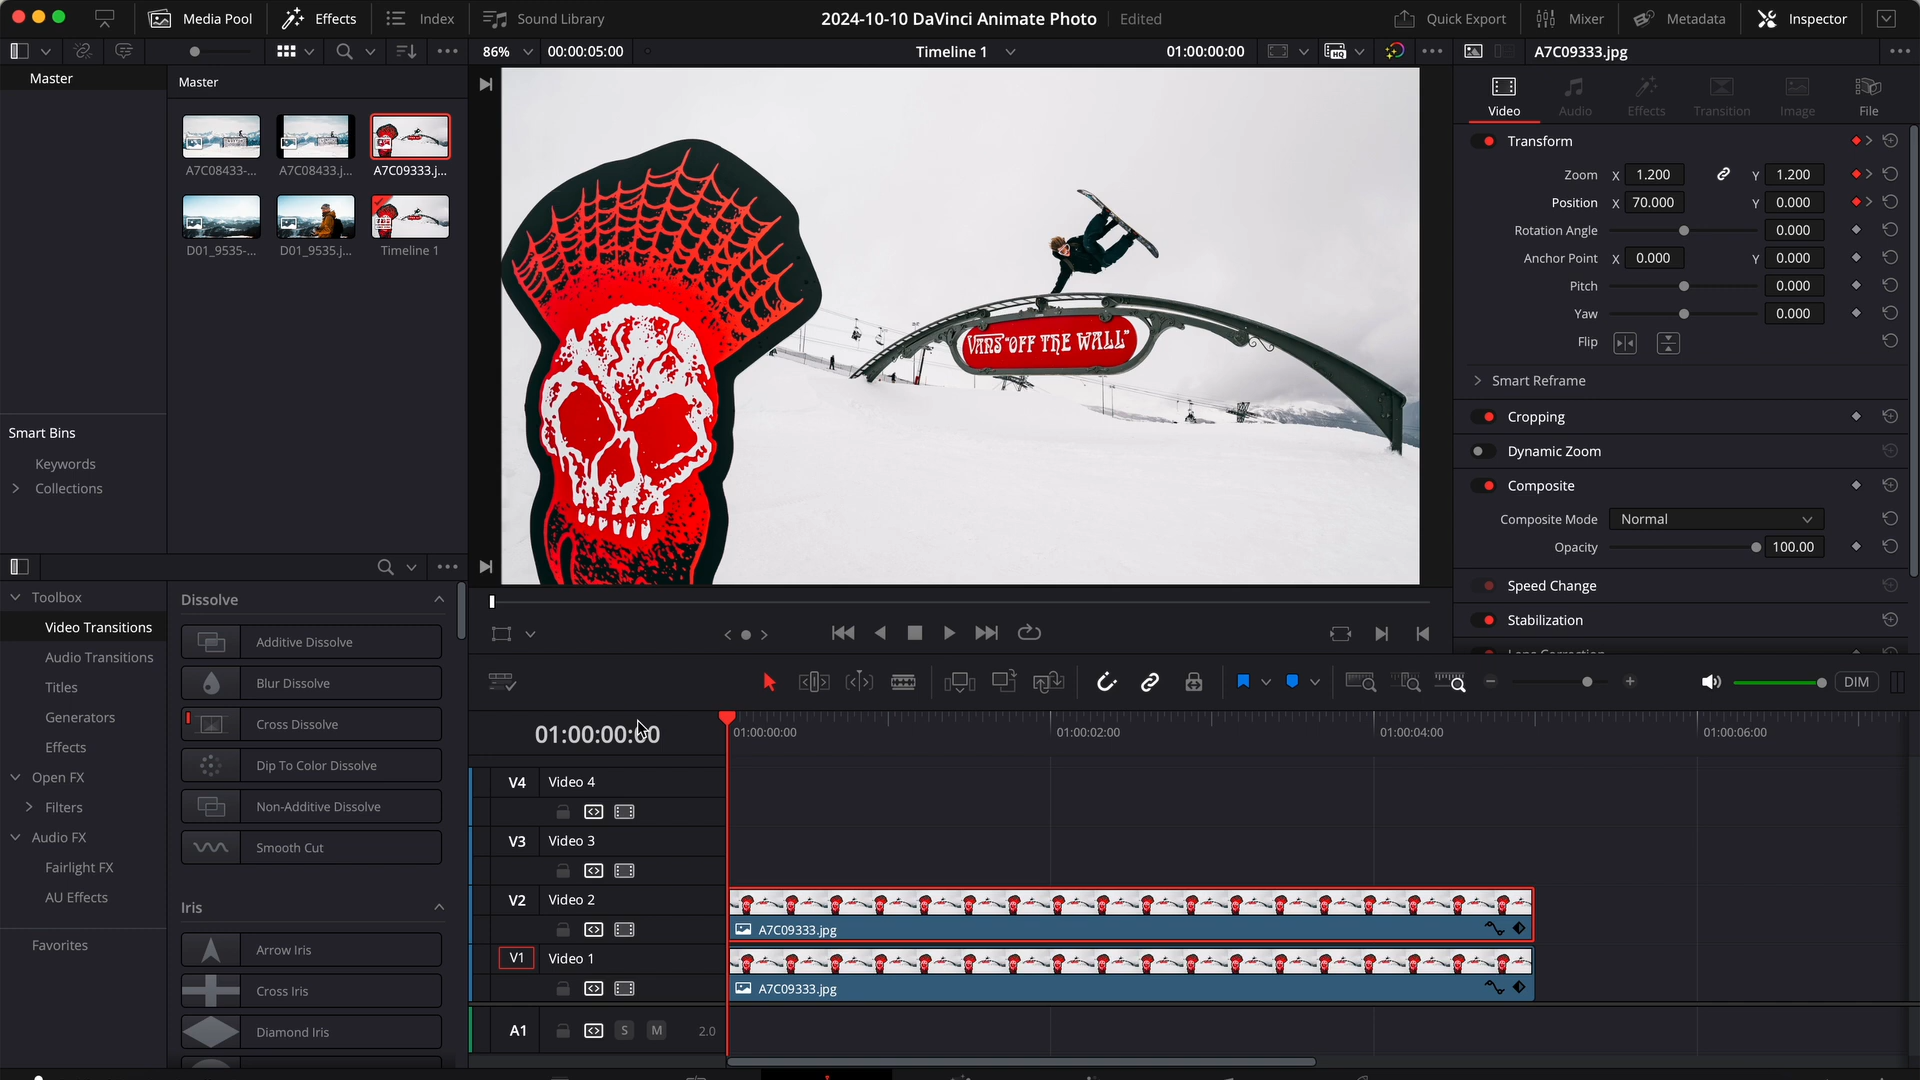 Media Pool Effects Index Sound Library 2024-10-10 DaVinci Animate Photo Edited Quick Export Mixer Metadata Inspector
86% 00:00:05:00 Timeline 1 01:00:00:00 A7C09333.jpg
Master
Master
A7C08433-... A7C08433.j... A7C09333.j...
D01_9535-... D01_9535.j... Timeline 1
Smart Bins
Keywords
Collections
VANS "OFF THE WALL"
Video Audio Effects Transition Image File
Transform
Zoom X 1.200 Y 1.200
Position X 70.000 Y 0.000
Rotation Angle 0.000
Anchor Point X 0.000 Y 0.000
Pitch 0.000
Yaw 0.000
Flip
Smart Reframe
Cropping
Dynamic Zoom
Composite
Composite Mode Normal
Opacity 100.00
Speed Change
Stabilization
Lens Correction
Toolbox
Video Transitions
Audio Transitions
Titles
Generators
Effects
Open FX
Filters
Audio FX
Fairlight FX
AU Effects
Favorites
Dissolve
Additive Dissolve
Blur Dissolve
Cross Dissolve
Dip To Color Dissolve
Non-Additive Dissolve
Smooth Cut
Iris
Arrow Iris
Cross Iris
Diamond Iris
DIM
01:00:00:00 01:00:00:00 01:00:02:00 01:00:04:00 01:00:06:00
V4 Video 4
V3 Video 3
V2 Video 2
A7C09333.jpg
V1 Video 1
A7C09333.jpg
A1 S M 2.0